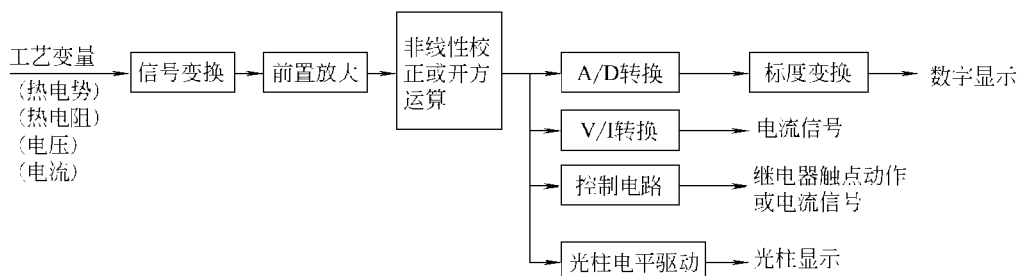 工艺变量
(热电势)
(热电阻)
(电压)
(电流)
信号变换
前置放大
非线性校
正或开方
运算
A/D转换
标度变换
数字显示
V/I转换
电流信号
控制电路
继电器触点动作
或电流信号
光柱电平驱动
光柱显示